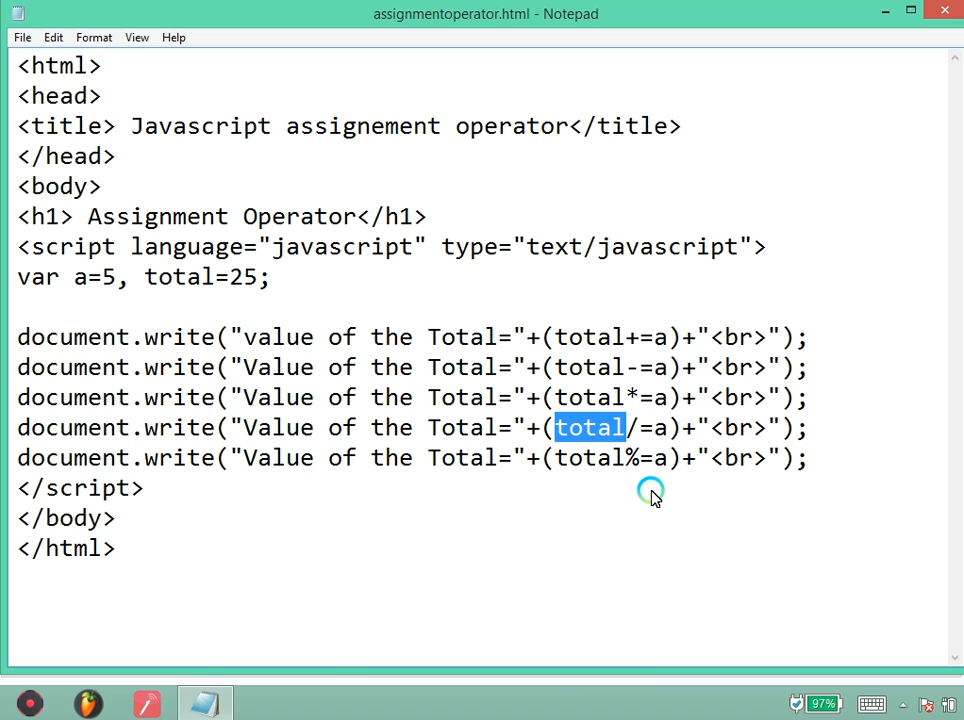 assignmentoperator.html - Notepad
File Edit Format View Help
<html>
<head>
<title> Javascript assignement operator</title>
</head>
<body>
<h1> Assignment Operator</h1>
<script language="javascript" type="text/javascript">
var a=5, total=25;
document.write("value of the Total="+(total+=a)+"<br>");
document.write("Value of the Total="+(total-=a)+"<br>");
document.write("Value of the Total="+(total*=a)+"<br>");
document.write("Value of the Total="+(total/=a)+"<br>");
document.write("Value of the Total="+(total%=a)+"<br>");
</script>
</body>
</html>
97%